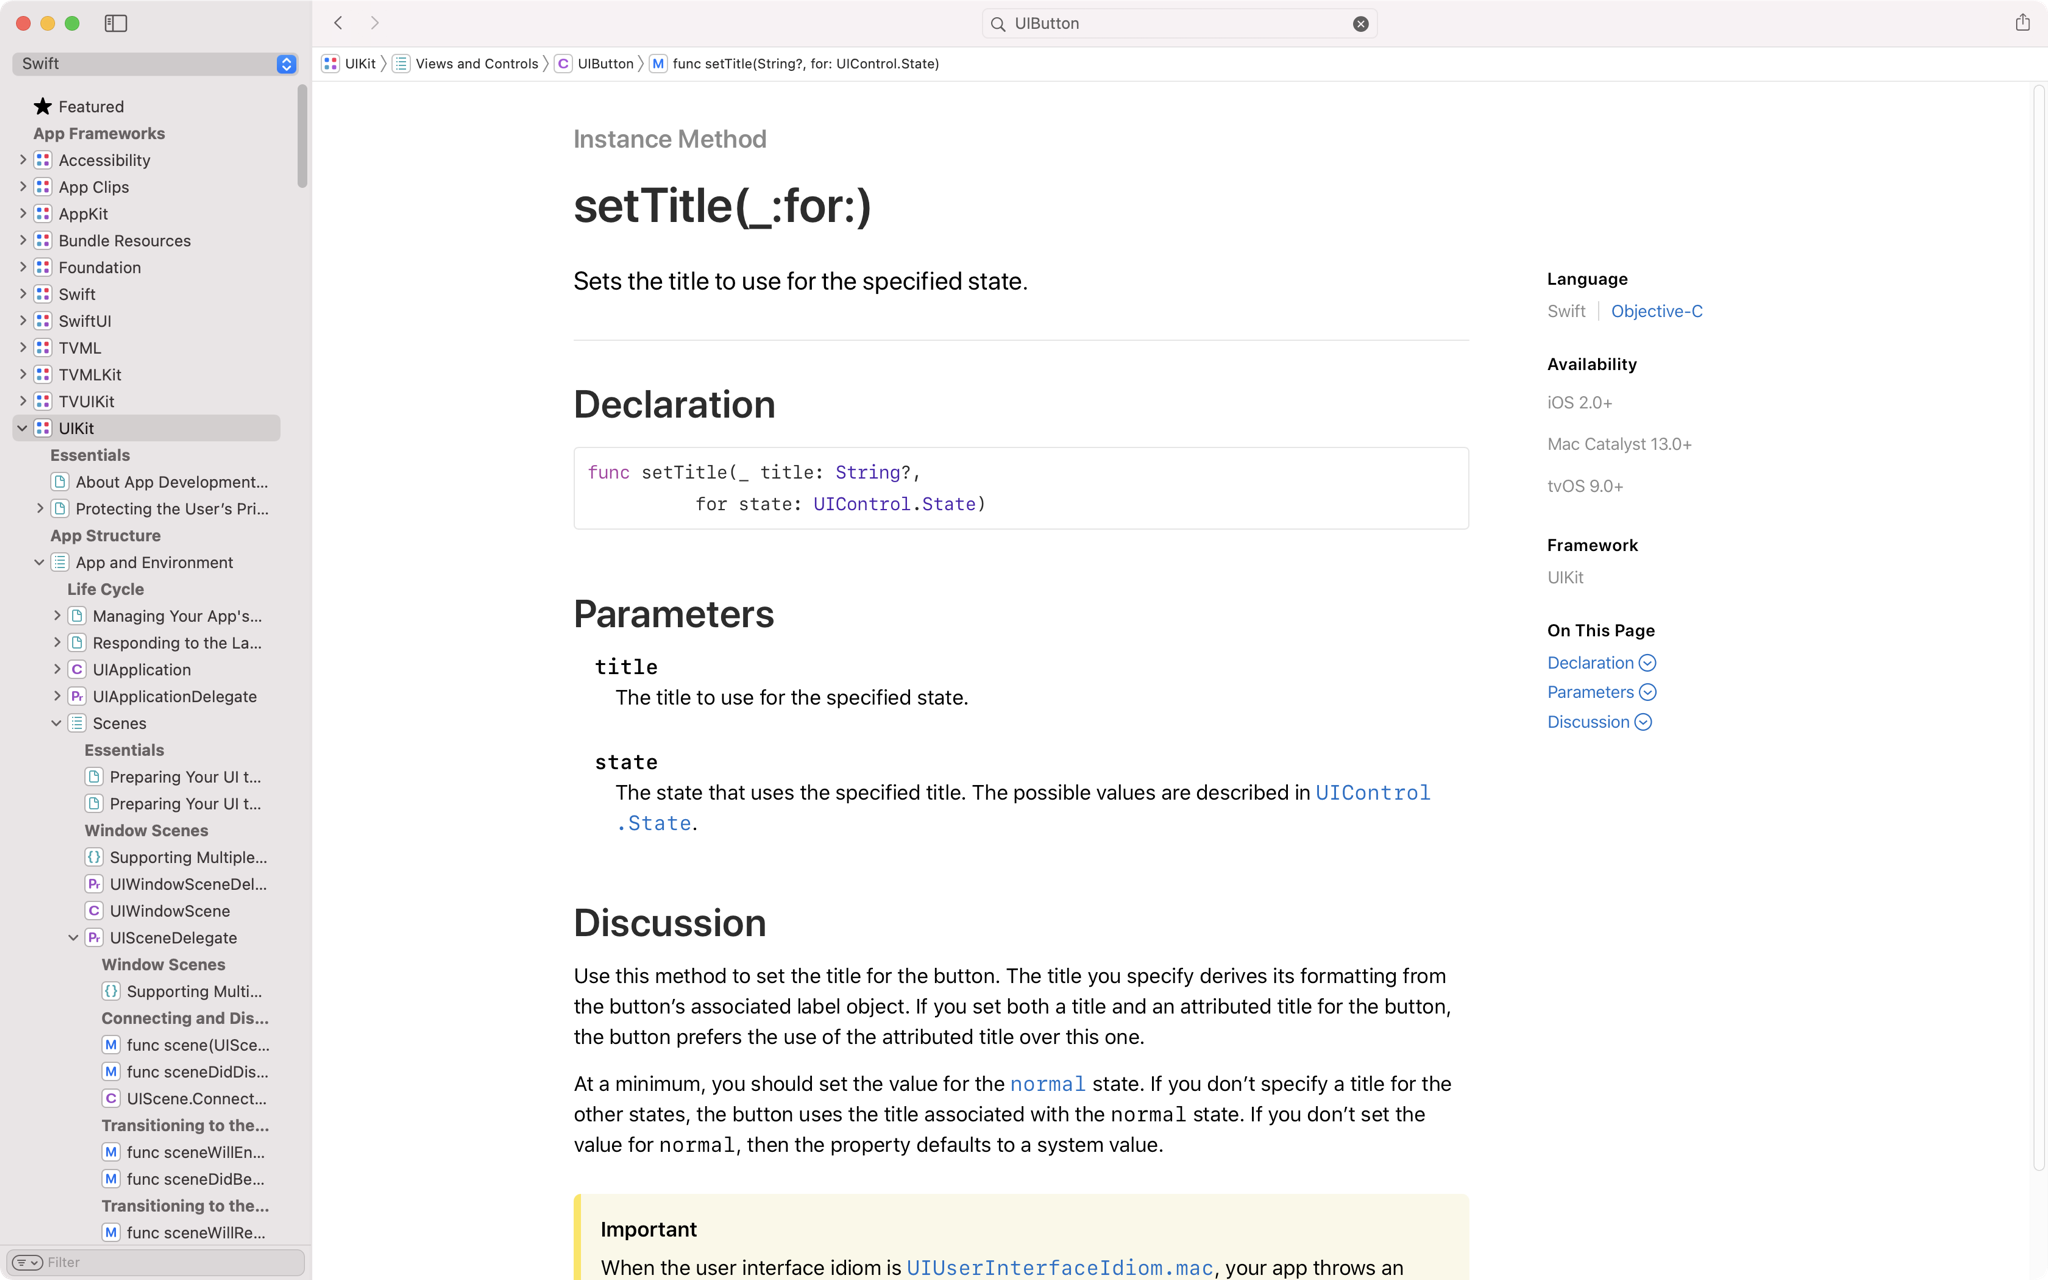 UIButton
Swift
UIKit
Views and Controls
C UIButton
M func setTitle(String?, for: UIControl.State)
Featured
App Frameworks
Accessibility
App Clips
AppKit
Bundle Resources
Foundation
Swift
SwiftUI
TVML
TVMLKit
TVUIKit
UIKit
Essentials
About App Development...
Protecting the User’s Pri...
App Structure
App and Environment
Life Cycle
Managing Your App's...
Responding to the La...
C UIApplication
Pr UIApplicationDelegate
Scenes
Essentials
Preparing Your UI t...
Preparing Your UI t...
Window Scenes
{} Supporting Multiple...
Pr UIWindowSceneDel...
C UIWindowScene
Pr UISceneDelegate
Window Scenes
{} Supporting Multi...
Connecting and Dis...
M func scene(UISce...
M func sceneDidDis...
C UIScene.Connect...
Transitioning to the...
M func sceneWillEn...
M func sceneDidBe...
Transitioning to the...
M func sceneWillRe...
Filter
Instance Method
setTitle(_:for:)
Sets the title to use for the specified state.
Declaration
func setTitle(_ title: String?,
for state: UIControl.State)
Parameters
title
The title to use for the specified state.
state
The state that uses the specified title. The possible values are described in UIControl
.State.
Discussion
Use this method to set the title for the button. The title you specify derives its formatting from
the button’s associated label object. If you set both a title and an attributed title for the button,
the button prefers the use of the attributed title over this one.
At a minimum, you should set the value for the normal state. If you don’t specify a title for the
other states, the button uses the title associated with the normal state. If you don’t set the
value for normal, then the property defaults to a system value.
Important
When the user interface idiom is UIUserInterfaceIdiom.mac, your app throws an
Language
Swift
Objective-C
Availability
iOS 2.0+
Mac Catalyst 13.0+
tvOS 9.0+
Framework
UIKit
On This Page
Declaration
Parameters
Discussion